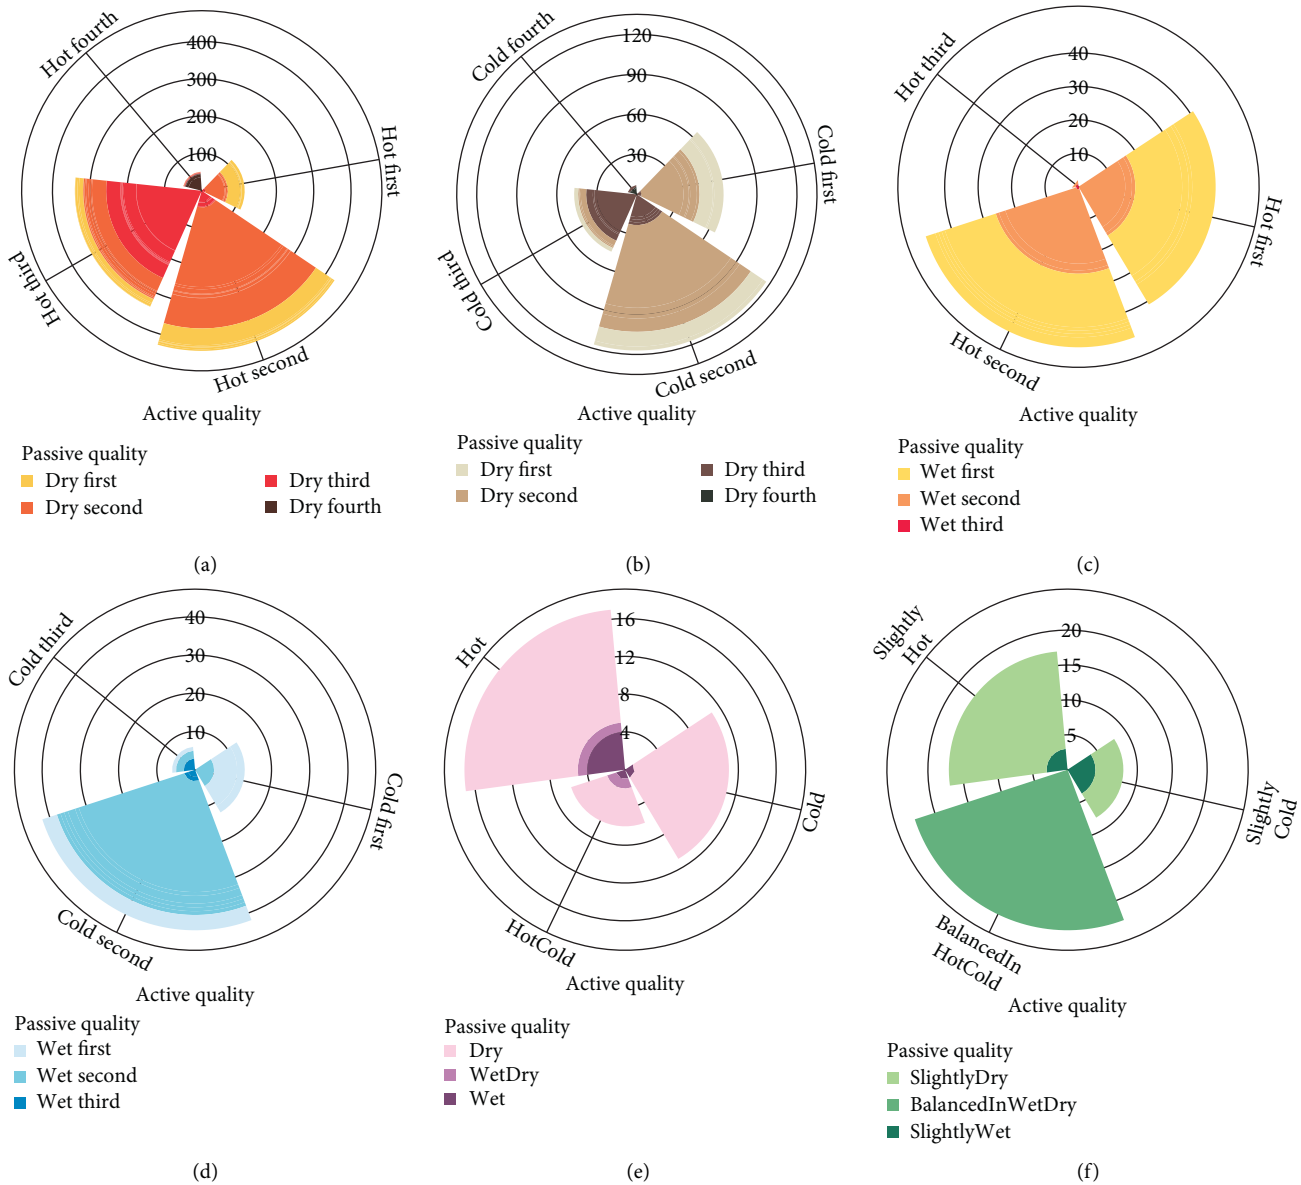 Hot fourth
400
300
200
100
Hot first
Hot third
Hot second
Active quality
Passive quality
Dry first
Dry second
Dry third
Dry fourth
(a)
Cold fourth
120
90
60
30
Cold first
Cold third
Cold second
Active quality
Passive quality
Dry first
Dry second
Dry third
Dry fourth
(b)
Hot third
40
30
20
10
Hot first
Hot second
Active quality
Passive quality
Wet first
Wet second
Wet third
(c)
Cold third
40
30
20
10
Cold first
Cold second
Active quality
Passive quality
Wet first
Wet second
Wet third
(d)
Hot
16
12
8
4
Cold
HotCold
Active quality
Passive quality
Dry
WetDry
Wet
(e)
Slightly
Hot
20
15
10
5
Slightly
Cold
BalancedIn
HotCold
Active quality
Passive quality
SlightlyDry
BalancedInWetDry
SlightlyWet
(f)